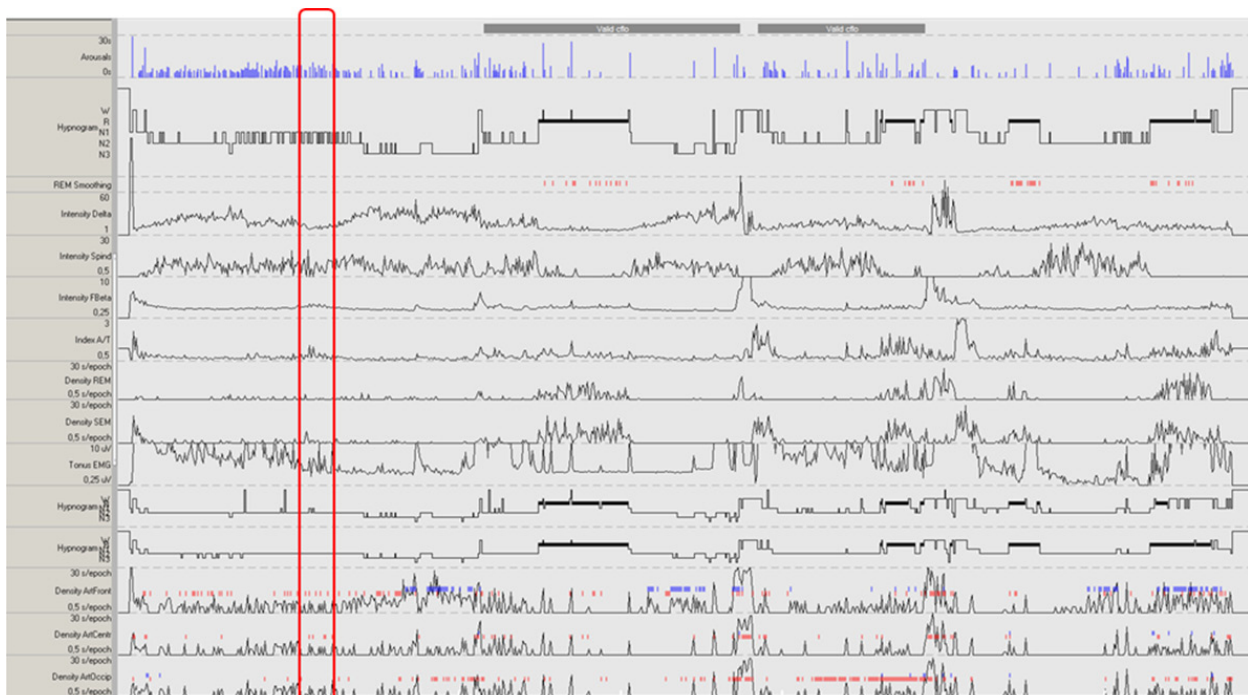 Valid cflo Valid cflo
30s
Arousals
0s
W
R
Hypnogram
N1
N2
N3
REM Smoothing
60
Intensity Delta
1
30
Intensity Spind
0,5
10
Intensity FBeta
0,25
3
Index A/T
0,5
30 s/epoch
Density REM
0,5 s/epoch
30 s/epoch
Density SEM
0,5 s/epoch
10 uV
Tonus EMG
0,25 uV
W
Hypnogram
N3
W
Hypnogram
N3
30 s/epoch
Density ArtFront
0,5 s/epoch
30 s/epoch
Density ArtCentr
0,5 s/epoch
30 s/epoch
Density ArtOccip
0,5 s/epoch